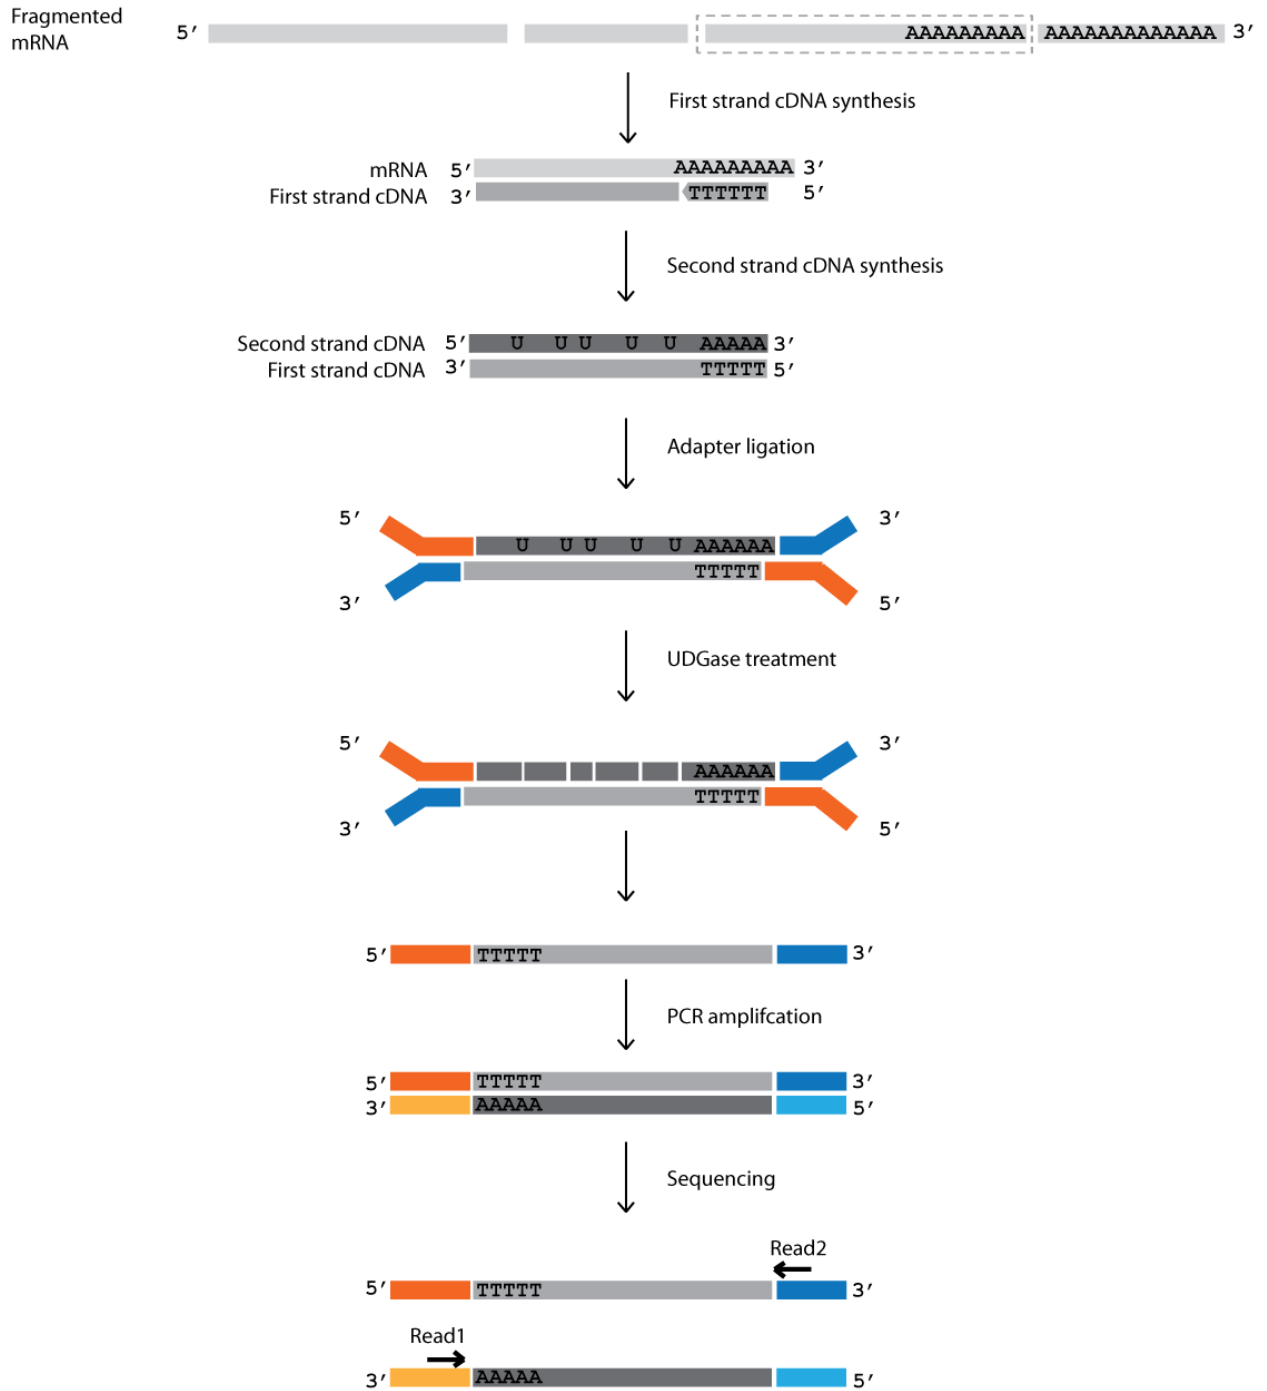 Fragmented
mRNA
5′ AAAAAAAAA AAAAAAAAAAAAA 3′
First strand cDNA synthesis
mRNA 5′ AAAAAAAAA 3′
First strand cDNA 3′ TTTTTT 5′
Second strand cDNA synthesis
Second strand cDNA 5′ U U U U U AAAAA 3′
First strand cDNA 3′ TTTTT 5′
Adapter ligation
5′ 3′
U U U U U AAAAAA
TTTTT
3′ 5′
UDGase treatment
5′ 3′
AAAAAA
TTTTT
3′ 5′
5′ TTTTT 3′
PCR amplifcation
5′ TTTTT 3′
3′ AAAAA 5′
Sequencing
Read2
5′ TTTTT 3′
Read1
3′ AAAAA 5′